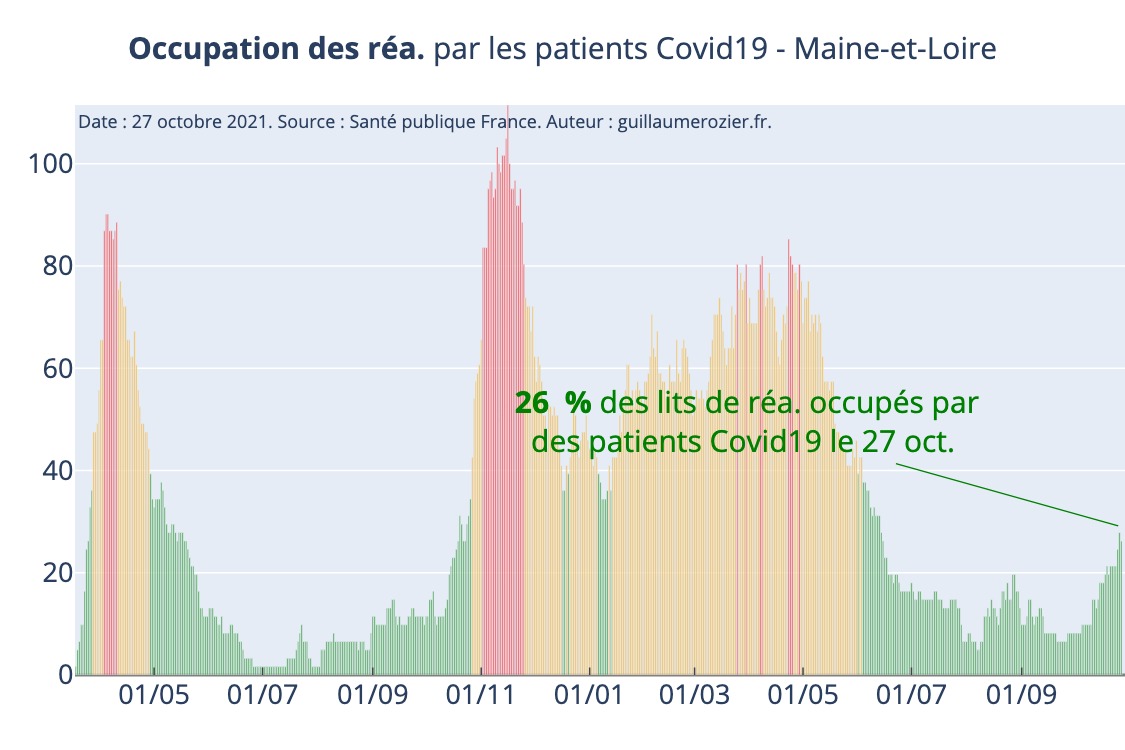 Occupation des réa. par les patients Covid19 - Maine-et-Loire
Date : 27 octobre 2021. Source : Santé publique France. Auteur : guillaumerozier.fr.
100
80
60
26 % des lits de réa. occupés par
des patients Covid19 le 27 oct.
40
20
0
01/05 01/07 01/09 01/11 01/01 01/03 01/05 01/07 01/09